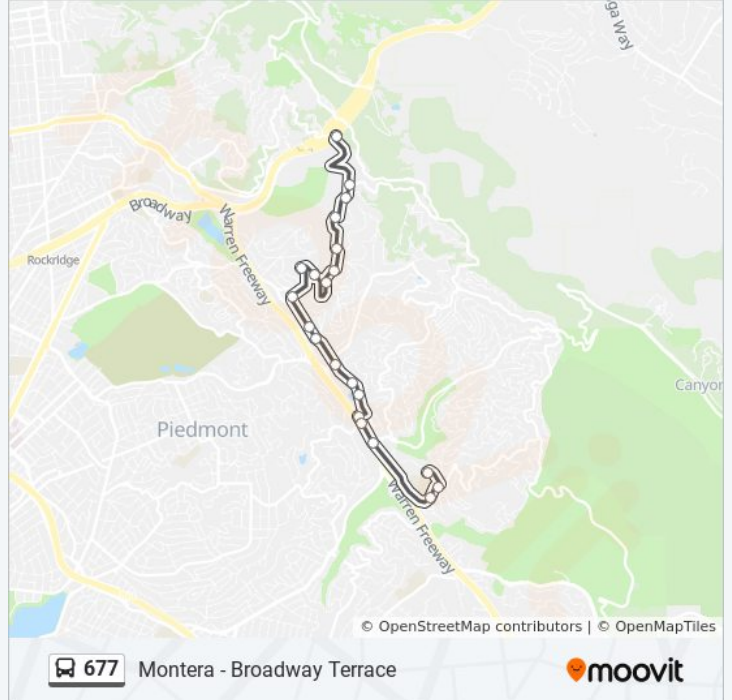 ga Way
Broadway
Warren Freeway
Rockridge
Canyon
Piedmont
Warren Freeway
© OpenStreetMap contributors | © OpenMapTiles
677 Montera - Broadway Terrace
moovit